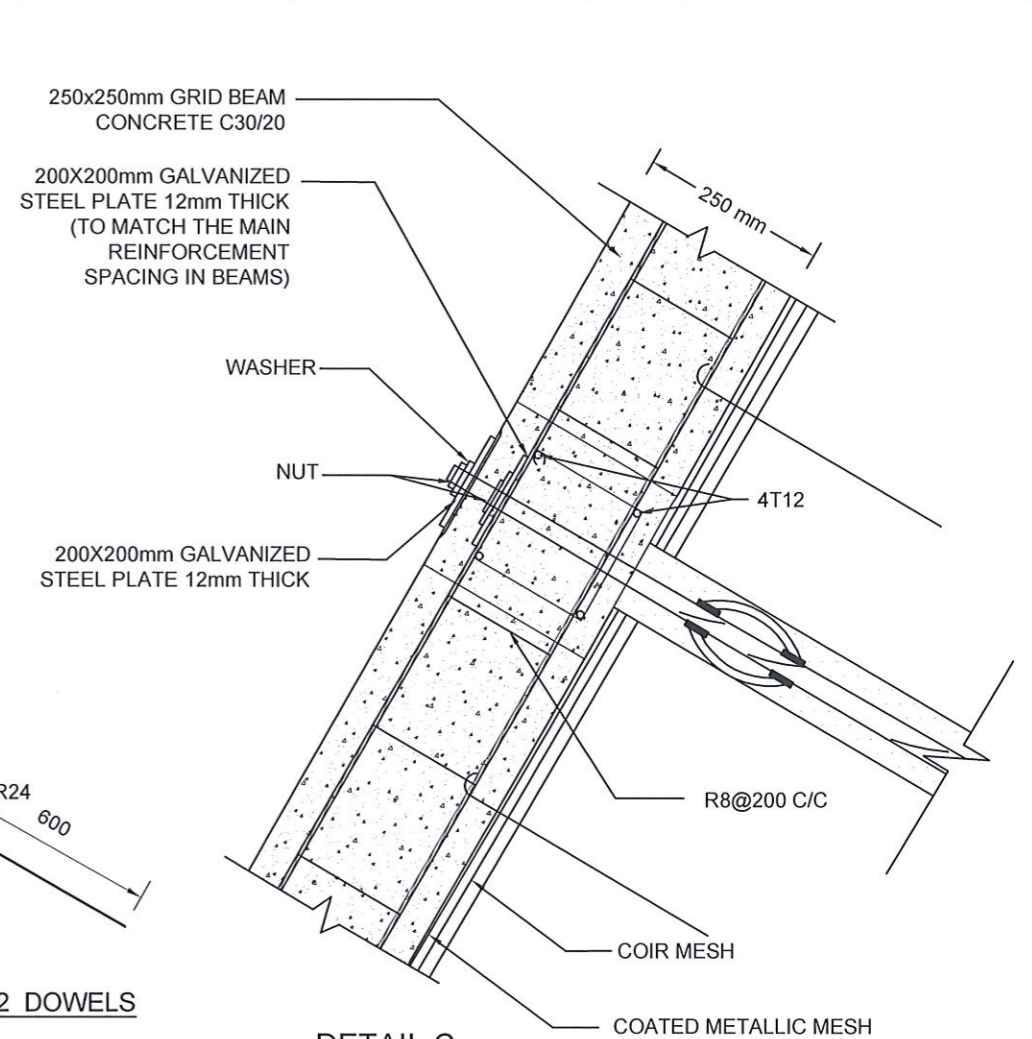 250x250mm GRID BEAM
CONCRETE C30/20
200X200mm GALVANIZED
STEEL PLATE 12mm THICK
(TO MATCH THE MAIN
REINFORCEMENT
SPACING IN BEAMS)
250 mm
WASHER
NUT
4T12
200X200mm GALVANIZED
STEEL PLATE 12mm THICK
R24
600
R8@200 C/C
COIR MESH
2 DOWELS
COATED METALLIC MESH